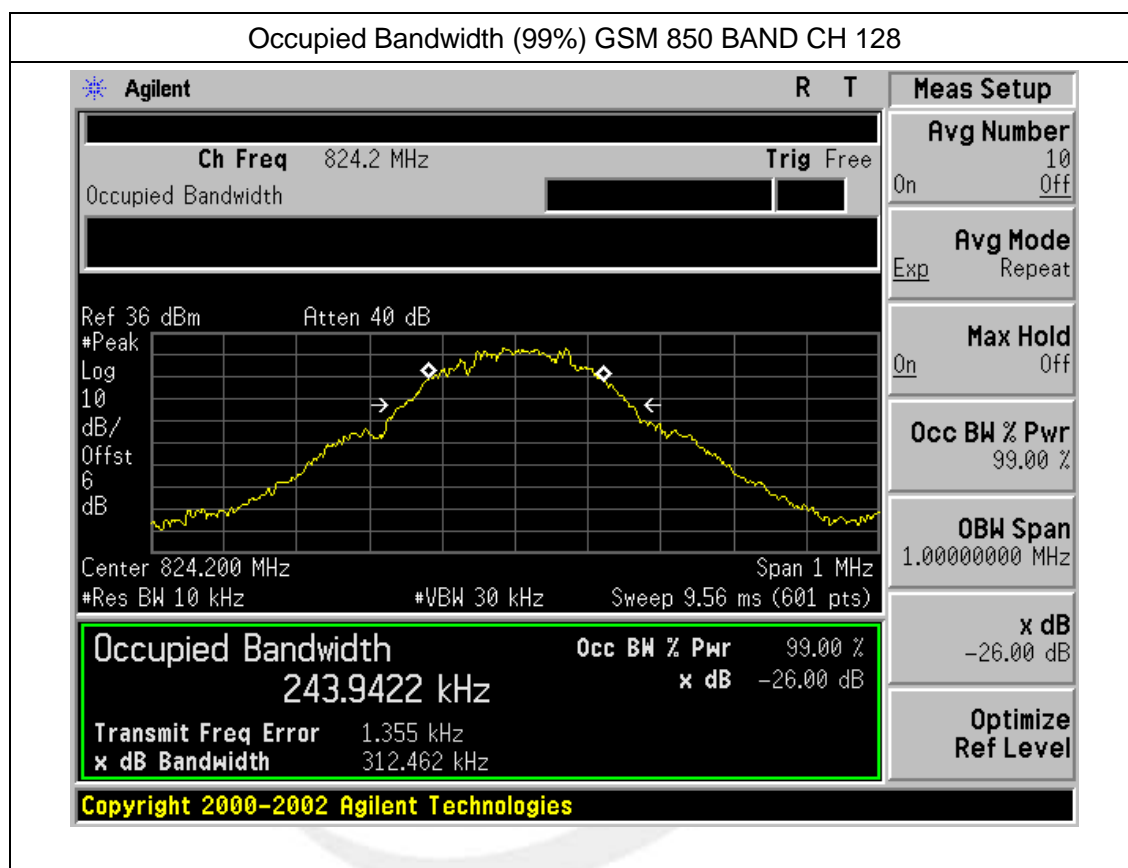 Occupied Bandwidth (99%) GSM 850 BAND CH 128
Agilent R T
Ch Freq 824.2 MHz Trig Free
Occupied Bandwidth
Ref 36 dBm Atten 40 dB
#Peak
Log
10
dB/
Offst
6
dB
Center 824.200 MHz Span 1 MHz
#Res BW 10 kHz #VBW 30 kHz Sweep 9.56 ms (601 pts)
Occupied Bandwidth Occ BW % Pwr 99.00 %
243.9422 kHz x dB -26.00 dB
Transmit Freq Error 1.355 kHz
x dB Bandwidth 312.462 kHz
Copyright 2000-2002 Agilent Technologies
Meas Setup
Avg Number
10
On Off
Avg Mode
Exp Repeat
Max Hold
On Off
Occ BW % Pwr
99.00 %
OBW Span
1.00000000 MHz
x dB
-26.00 dB
Optimize
Ref Level